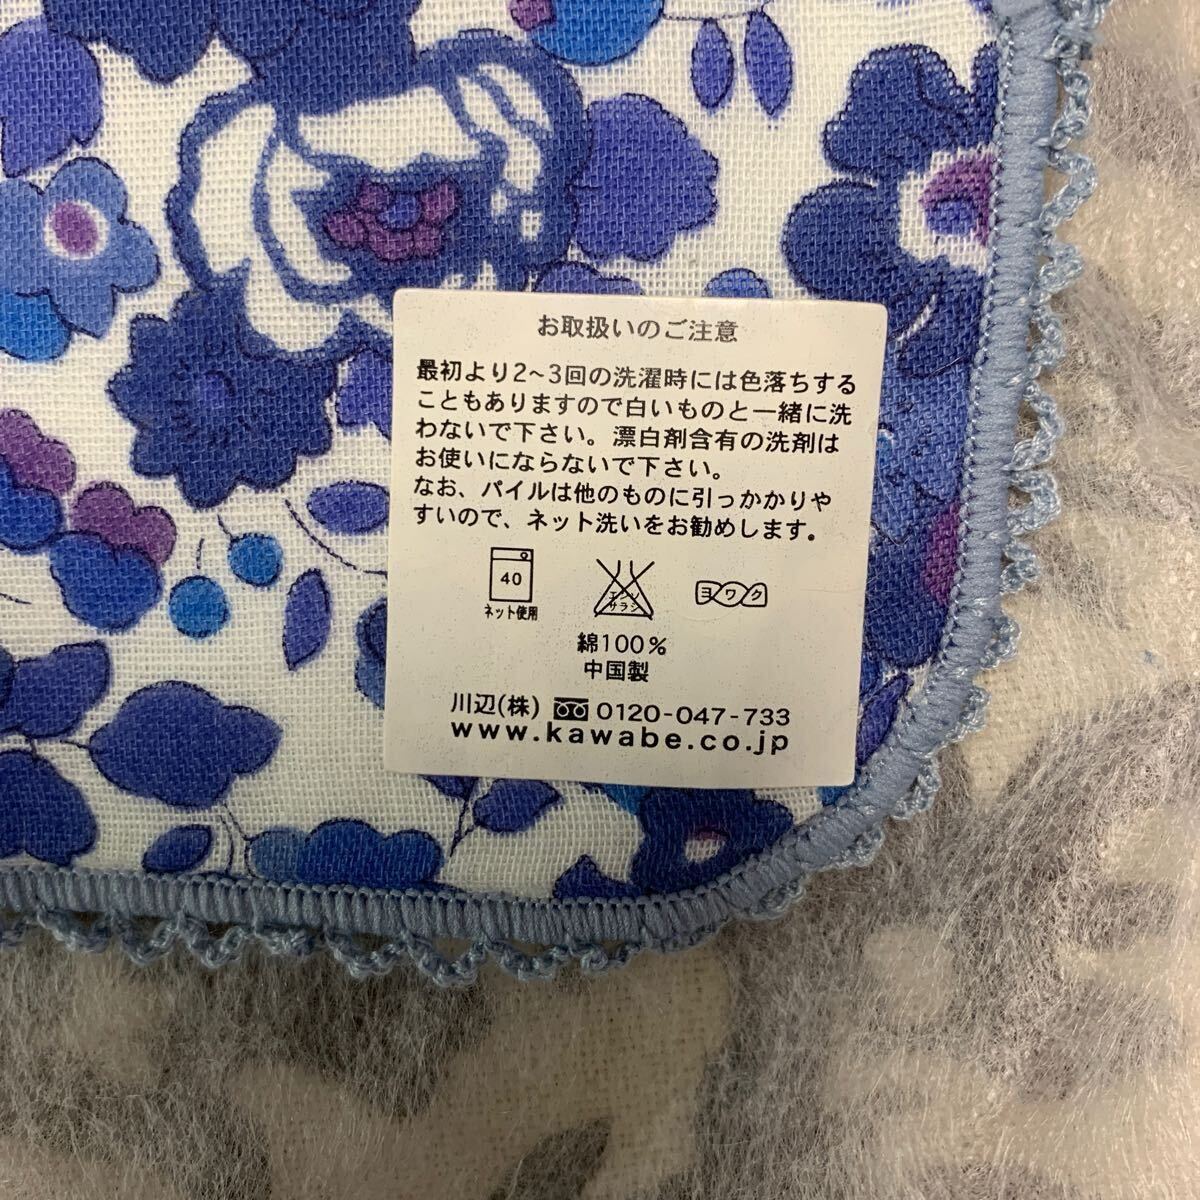 お取扱いのご注意
最初より2~3回の洗濯時には色落ちする
こともありますので白いものと一緒に洗
わないで下さい。漂白剤含有の洗剤は
お使いにならないで下さい。
なお、パイルは他のものに引っかかりや
すいので、ネット洗いをお勧めします。
40
ネット使用
エンソ
サラシ
ヨワク
綿100%
中国製
川辺(株) 0120-047-733
www.kawabe.co.jp